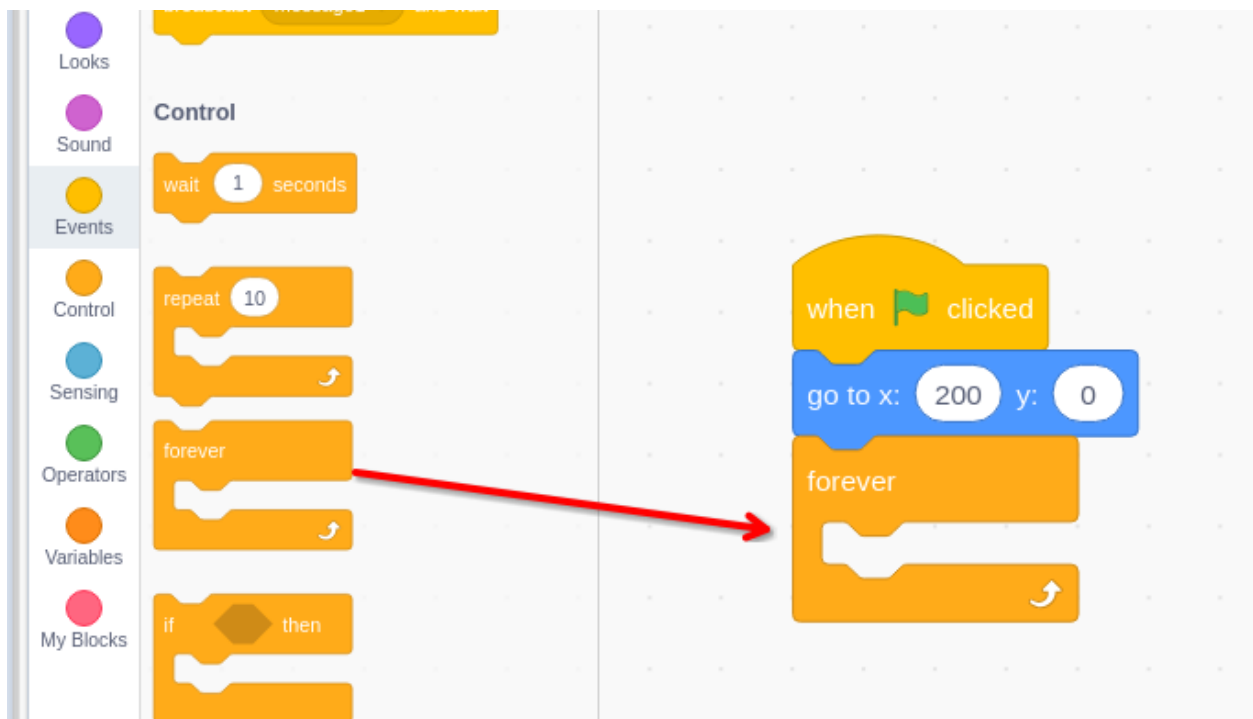 Looks
Sound
Events
Control
Sensing
Operators
Variables
My Blocks
Control
wait 1 seconds
repeat 10
forever
if then
when clicked
go to x: 200 y: 0
forever